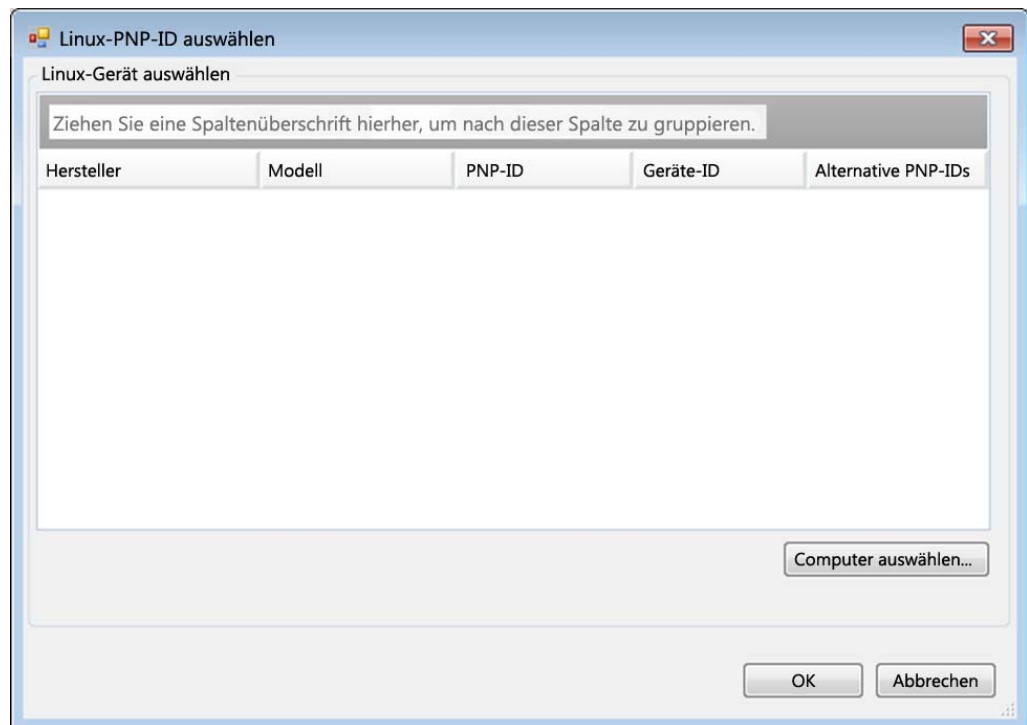 Linux-PNP-ID auswählen
Linux-Gerät auswählen
Ziehen Sie eine Spaltenüberschrift hierher, um nach dieser Spalte zu gruppieren.
Hersteller Modell PNP-ID Geräte-ID Alternative PNP-IDs
Computer auswählen...
OK Abbrechen